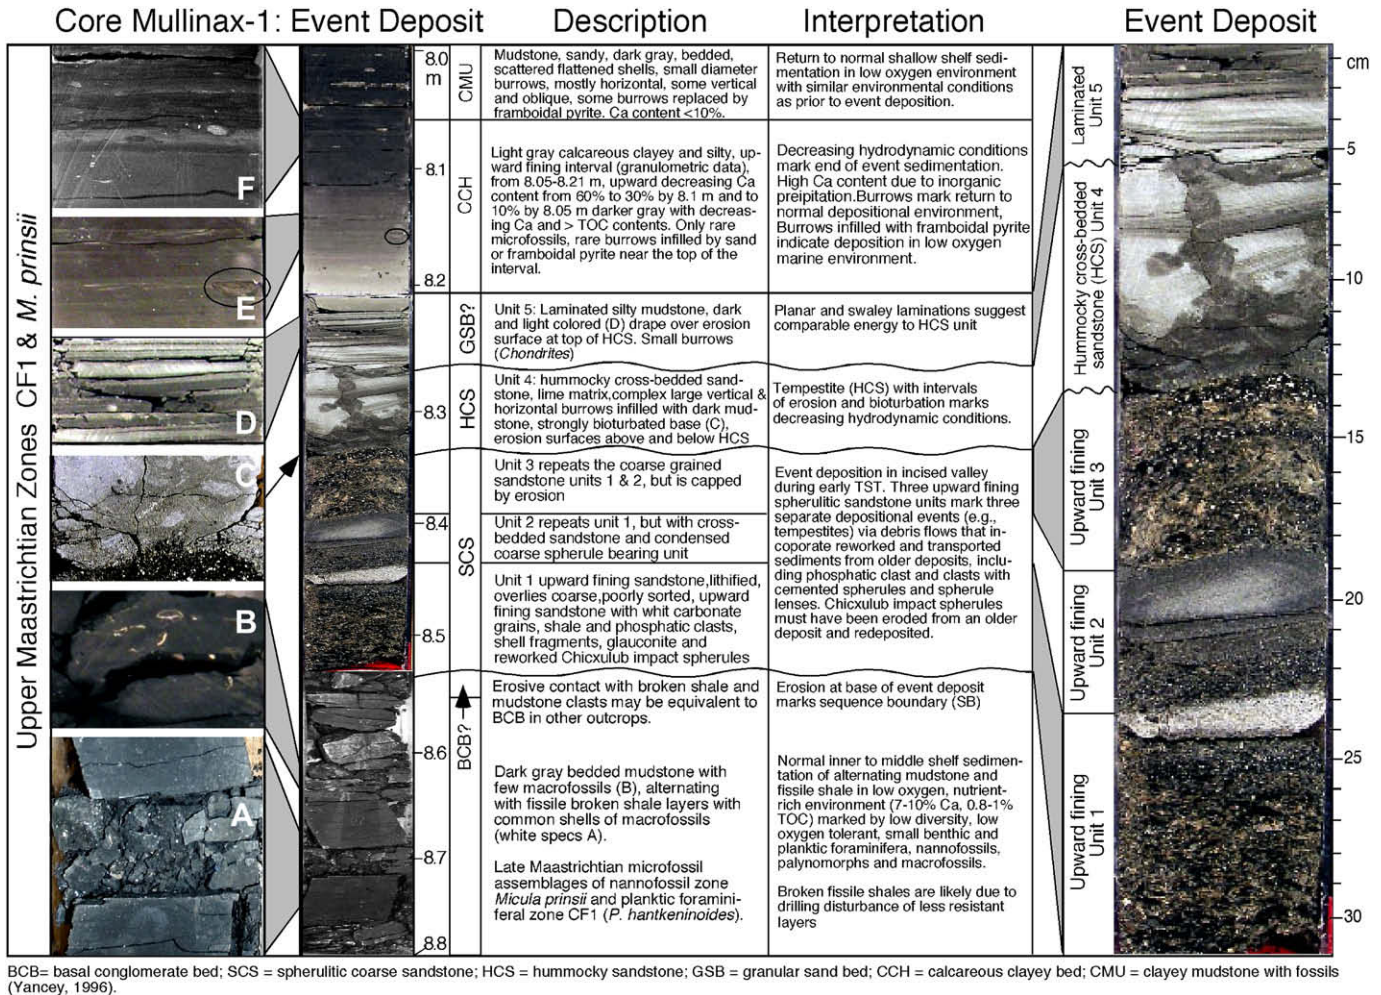 Core Mullinax-1: Event Deposit
Description
Interpretation
Event Deposit
Upper Maastrichtian Zones CF1 & M. prinsii
F
E
D
C
B
A
8.0
m
8.1
8.2
8.3
8.4
8.5
8.6
8.7
8.8
CMU
Mudstone, sandy, dark gray, bedded,
scattered flattened shells, small diameter
burrows, mostly horizontal, some vertical
and oblique, some burrows replaced by
framboidal pyrite. Ca content <10%.
Return to normal shallow shelf sedi-
mentation in low oxygen environment
with similar environmental conditions
as prior to event deposition.
CCH
Light gray calcareous clayey and silty, up-
ward fining interval (granulometric data),
from 8.05-8.21 m, upward decreasing Ca
content from 60% to 30% by 8.1 m and to
10% by 8.05 m darker gray with decreas-
ing Ca and > TOC contents. Only rare
microfossils, rare burrows infilled by sand
or framboidal pyrite near the top of the
interval.
Decreasing hydrodynamic conditions
mark end of event sedimentation.
High Ca content due to inorganic
prepitation.Burrows mark return to
normal depositional environment,
Burrows infilled with framboidal pyrite
indicate deposition in low oxygen
marine environment.
GSB?
Unit 5: Laminated silty mudstone, dark
and light colored (D) drape over erosion
surface at top of HCS. Small burrows
(Chondrites)
Planar and swaley laminations suggest
comparable energy to HCS unit
HCS
Unit 4: hummocky cross-bedded sand-
stone, lime matrix,complex large vertical &
horizontal burrows infilled with dark mud-
stone, strongly bioturbated base (C),
erosion surfaces above and below HCS
Tempestite (HCS) with intervals
of erosion and bioturbation marks
decreasing hydrodynamic conditions.
SCS
Unit 3 repeats the coarse grained
sandstone units 1 & 2, but is capped
by erosion
Unit 2 repeats unit 1, but with cross-
bedded sandstone and condensed
coarse spherule bearing unit
Unit 1 upward fining sandstone,lithified,
overlies coarse,poorly sorted, upward
fining sandstone with whit carbonate
grains, shale and phosphatic clasts,
shell fragments, glauconite and
reworked Chicxulub impact spherules
Event deposition in incised valley
during early TST. Three upward fining
spherulitic sandstone units mark three
separate depositional events (e.g.,
tempestites) via debris flows that in-
coporate reworked and transported
sediments from older deposits, includ-
ing phosphatic clast and clasts with
cemented spherules and spherule
lenses. Chicxulub impact spherules
must have been eroded from an older
deposit and redeposited.
BCB?
Erosive contact with broken shale and
mudstone clasts may be equivalent to
BCB in other outcrops.
Erosion at base of event deposit
marks sequence boundary (SB)
Dark gray bedded mudstone with
few macrofossils (B), alternating
with fissile broken shale layers with
common shells of macrofossils
(white specs A).
Late Maastrichtian microfossil
assemblages of nannofossil zone
Micula prinsii and planktic foramini-
feral zone CF1 (P. hantkeninoides).
Normal inner to middle shelf sedimen-
tation of alternating mudstone and
fissile shale in low oxygen, nutrient-
rich environment (7-10% Ca, 0.8-1%
TOC) marked by low diversity, low
oxygen tolerant, small benthic and
planktic foraminifera, nannofossils,
palynomorphs and macrofossils.
Broken fissile shales are likely due to
drilling disturbance of less resistant
layers
Laminated
Unit 5
Hummocky cross-bedded
sandstone (HCS) Unit 4
Upward fining
Unit 3
Upward fining
Unit 2
Upward fining
Unit 1
cm
5
10
15
20
25
30
BCB= basal conglomerate bed; SCS = spherulitic coarse sandstone; HCS = hummocky sandstone; GSB = granular sand bed; CCH = calcareous clayey bed; CMU = clayey mudstone with fossils
(Yancey, 1996).